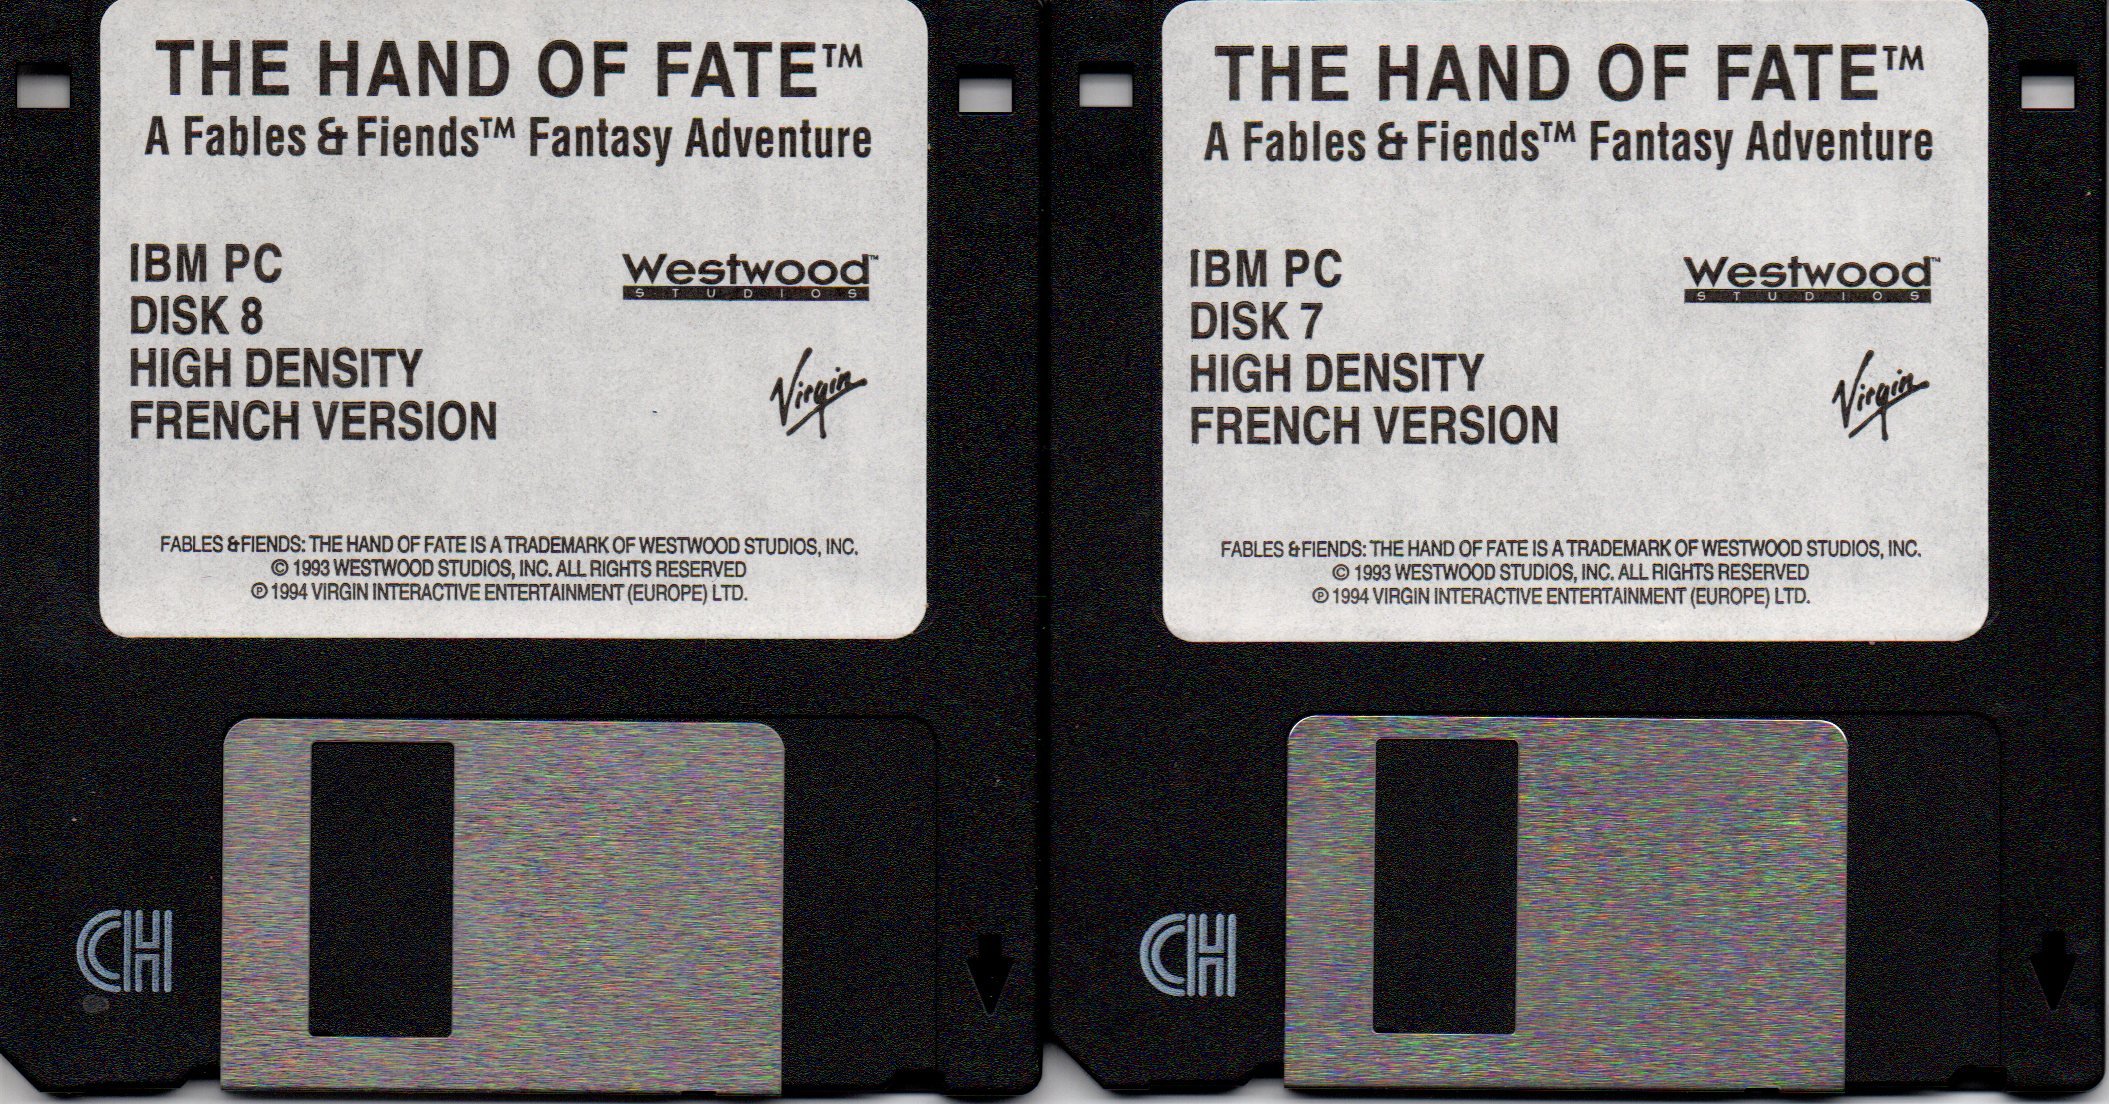 THE HAND OF FATE™
A Fables & Fiends™ Fantasy Adventure
IBM PC
DISK 8
HIGH DENSITY
FRENCH VERSION
Westwood™
STUDIOS
Virgin
FABLES & FIENDS: THE HAND OF FATE IS A TRADEMARK OF WESTWOOD STUDIOS, INC.
© 1993 WESTWOOD STUDIOS, INC. ALL RIGHTS RESERVED
℗ 1994 VIRGIN INTERACTIVE ENTERTAINMENT (EUROPE) LTD.
CH
THE HAND OF FATE™
A Fables & Fiends™ Fantasy Adventure
IBM PC
DISK 7
HIGH DENSITY
FRENCH VERSION
Westwood™
STUDIOS
Virgin
FABLES & FIENDS: THE HAND OF FATE IS A TRADEMARK OF WESTWOOD STUDIOS, INC.
© 1993 WESTWOOD STUDIOS, INC. ALL RIGHTS RESERVED
℗ 1994 VIRGIN INTERACTIVE ENTERTAINMENT (EUROPE) LTD.
CH